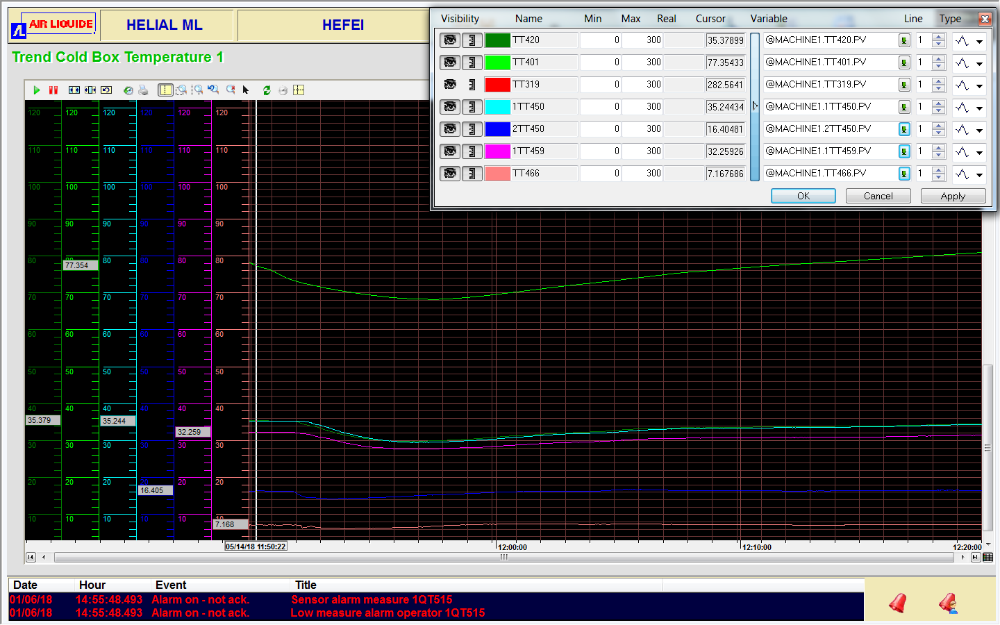 AIR LIQUIDE
HELIAL ML
HEFEI
Trend Cold Box Temperature 1
Visibility Name Min Max Real Cursor Variable Line Type
TT420 0 300 35.37899 @MACHINE1.TT420.PV 1
TT401 0 300 77.35433 @MACHINE1.TT401.PV 1
TT319 0 300 282.5641 @MACHINE1.TT319.PV 1
1TT450 0 300 35.24434 @MACHINE1.1TT450.PV 1
2TT450 0 300 16.40481 @MACHINE1.2TT450.PV 1
1TT459 0 300 32.25926 @MACHINE1.1TT459.PV 1
TT466 0 300 7.167686 @MACHINE1.TT466.PV 1
OK Cancel Apply
120 120 120 120 120 120
110 110 110 110 110 110
100 100 100 100 100 100
90 90 90 90 90 90
80 80 80 80 80
77.354
70 70 70 70 70 70
60 60 60 60 60 60
50 50 50 50 50 50
40 40 40 40 40 40
35.379 35.244
32.259
30 30 30 30 30 30
20 20 20 20 20 20
16.405
10 10 10 10 10 10
7.168
05/14/18 11:50:22 12:00:00 12:10:00 12:20:00
Date Hour Event Title
01/06/18 14:55:48.493 Alarm on - not ack. Sensor alarm measure 1QT515
01/06/18 14:55:48.493 Alarm on - not ack. Low measure alarm operator 1QT515